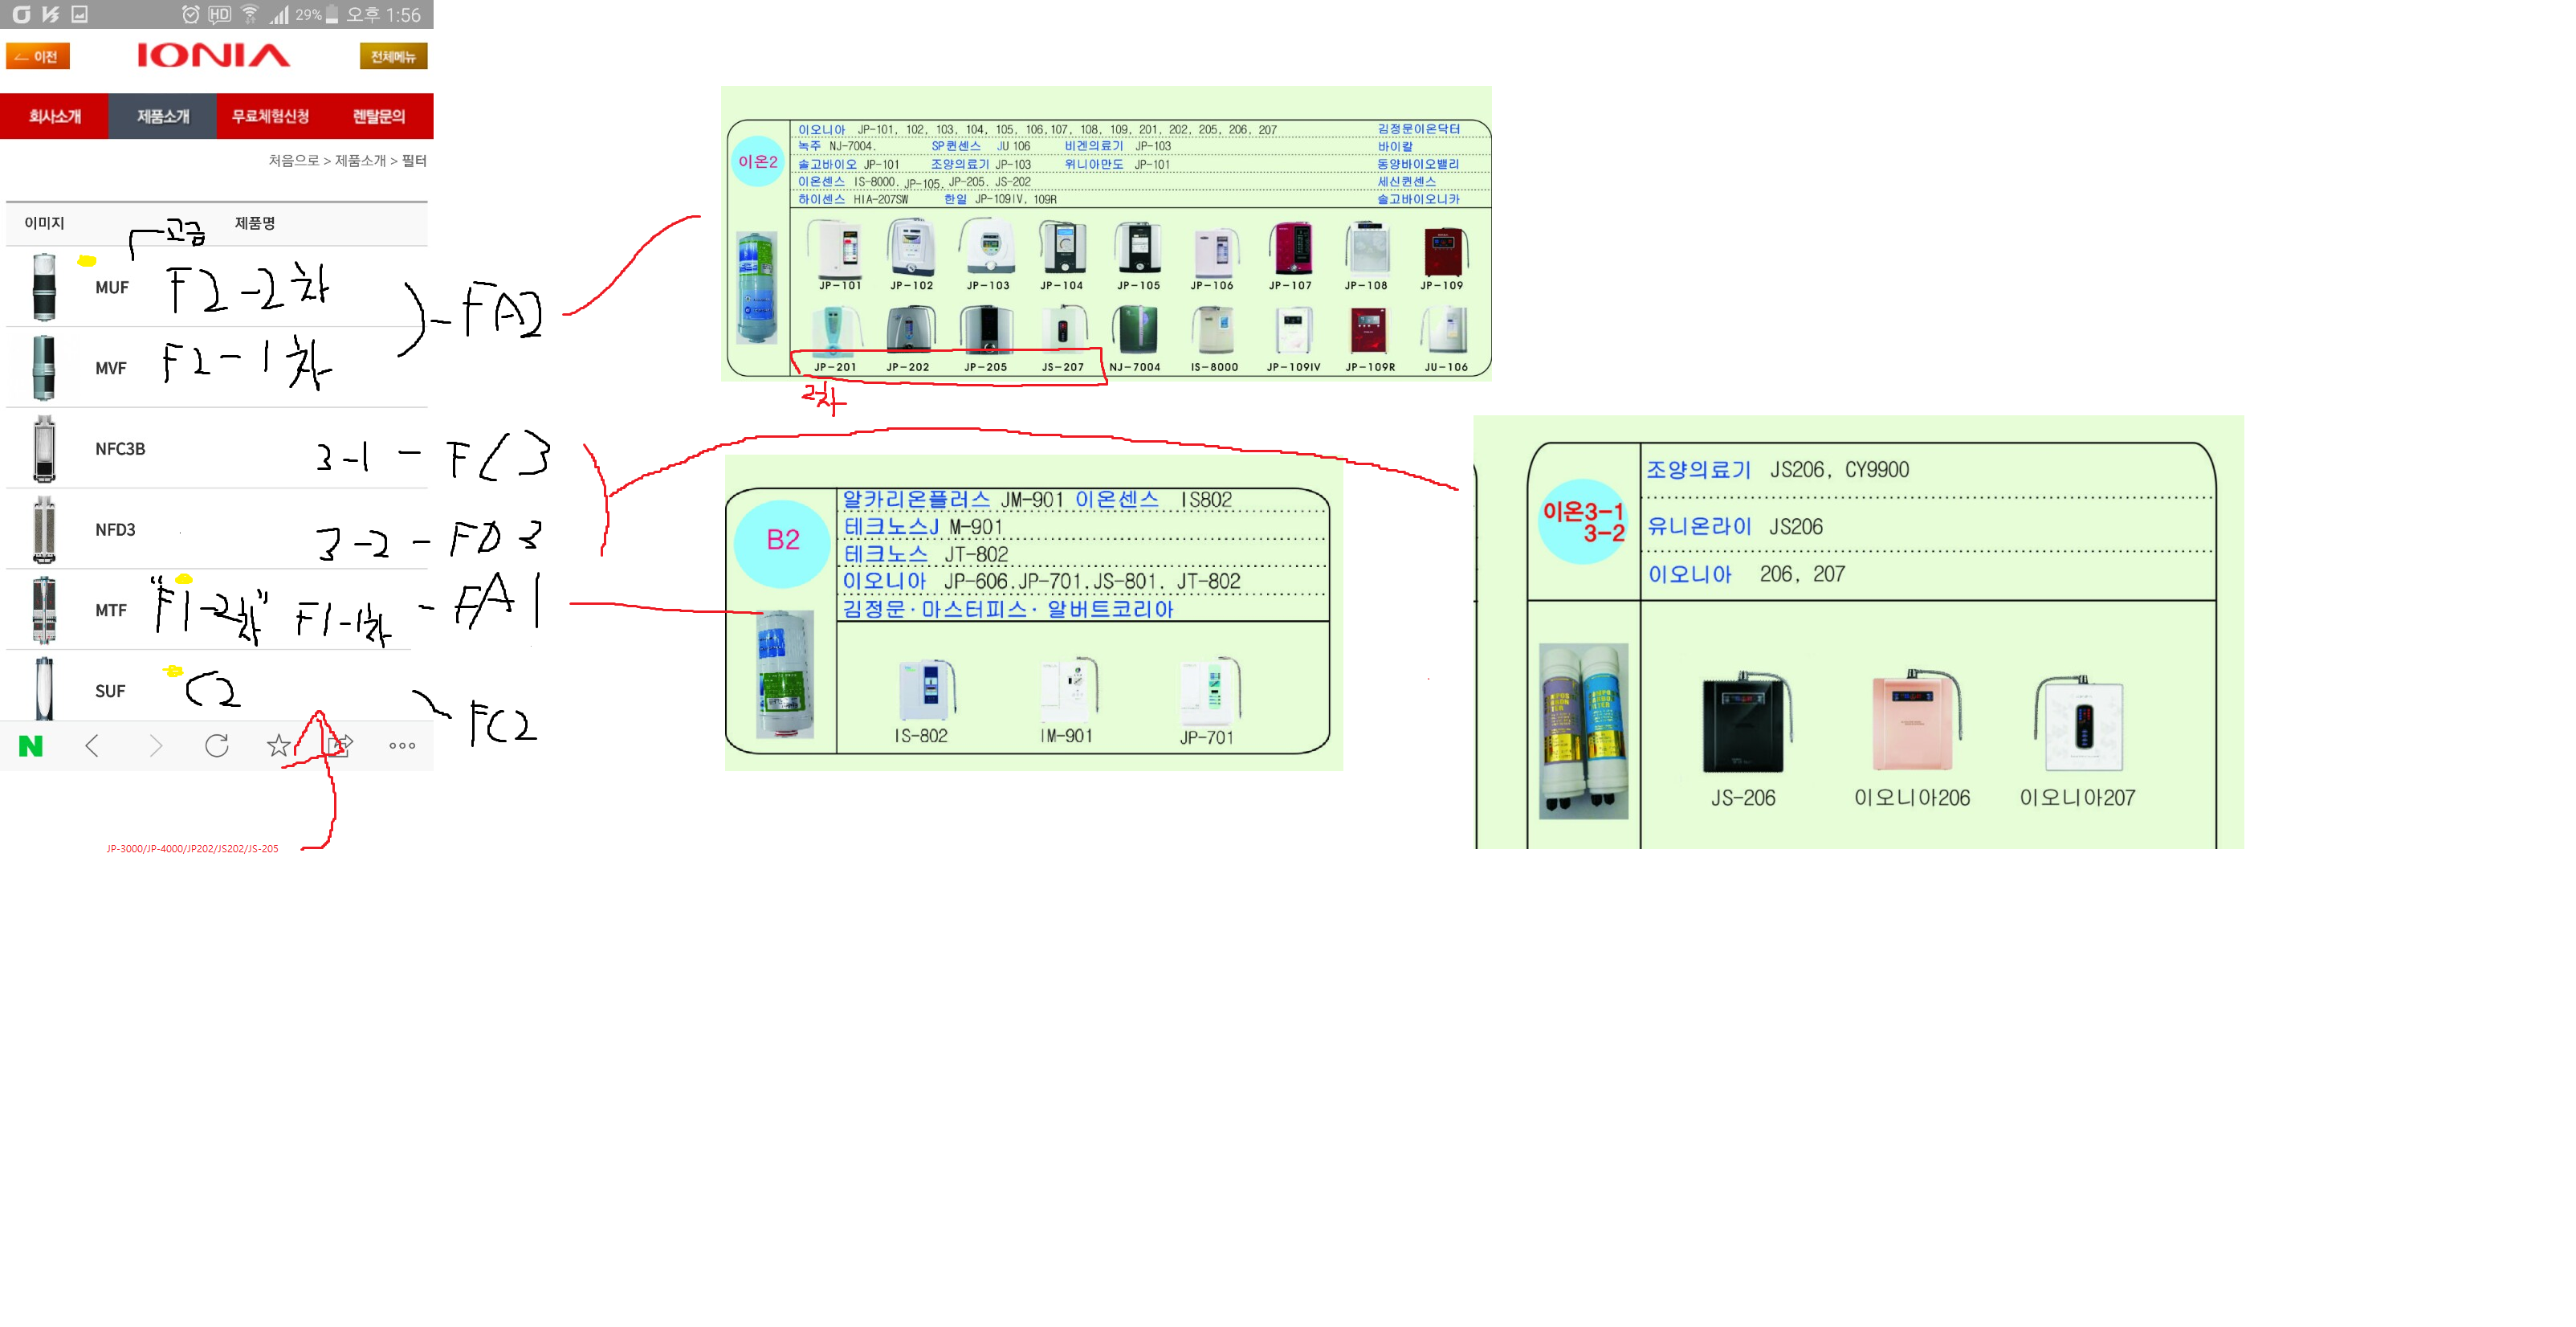 29% 오후 1:56
이전
IONIA
전체메뉴
회사소개 제품소개 무료체험신청 렌탈문의
처음으로 > 제품소개 > 필터
이미지 제품명
고급
MUF F2-2차
MVF F2-1차
- FA2
NFC3B 3-1 - FC3
NFD3 3-2 - FD3
MTF "F1-2차" F1-1차 - FA1
SUF C2
FC2
JP-3000/JP-4000/JP202/JS202/JS-205
이온2
이오니아 JP-101, 102, 103, 104, 105, 106, 107, 108, 109, 201, 202, 205, 206, 207 김정문이온닥터
녹주 NJ-7004. SP퀸센스 JU 106 비겐의료기 JP-103 바이칼
솔고바이오 JP-101 조양의료기 JP-103 위니아만도 JP-101 동양바이오밸리
이온센스 IS-8000. JP-105. JP-205. JS-202 세신퀸센스
하이센스 HIA-207SW 한일 JP-109IV, 109R 솔고바이오니카
JP-101 JP-102 JP-103 JP-104 JP-105 JP-106 JP-107 JP-108 JP-109
JP-201 JP-202 JP-205 JS-207 NJ-7004 IS-8000 JP-109IV JP-109R JU-106
2차
B2
알카리온플러스 JM-901 이온센스 IS802
테크노스J M-901
테크노스 JT-802
이오니아 JP-606.JP-701.JS-801. JT-802
김정문·마스터피스·알버트코리아
IS-802 IM-901 JP-701
이온3-1
3-2
조양의료기 JS206, CY9900
유니온라이 JS206
이오니아 206, 207
JS-206 이오니아206 이오니아207